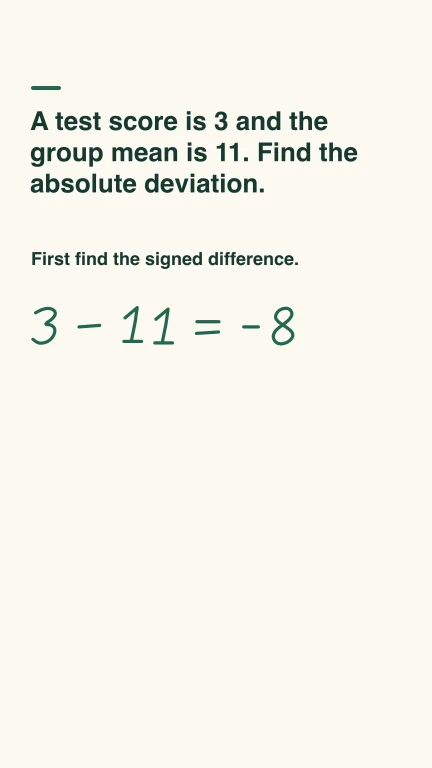 A test score is 3 and the
group mean is 11. Find the
absolute deviation.
First find the signed difference.
3 − 11 = -8